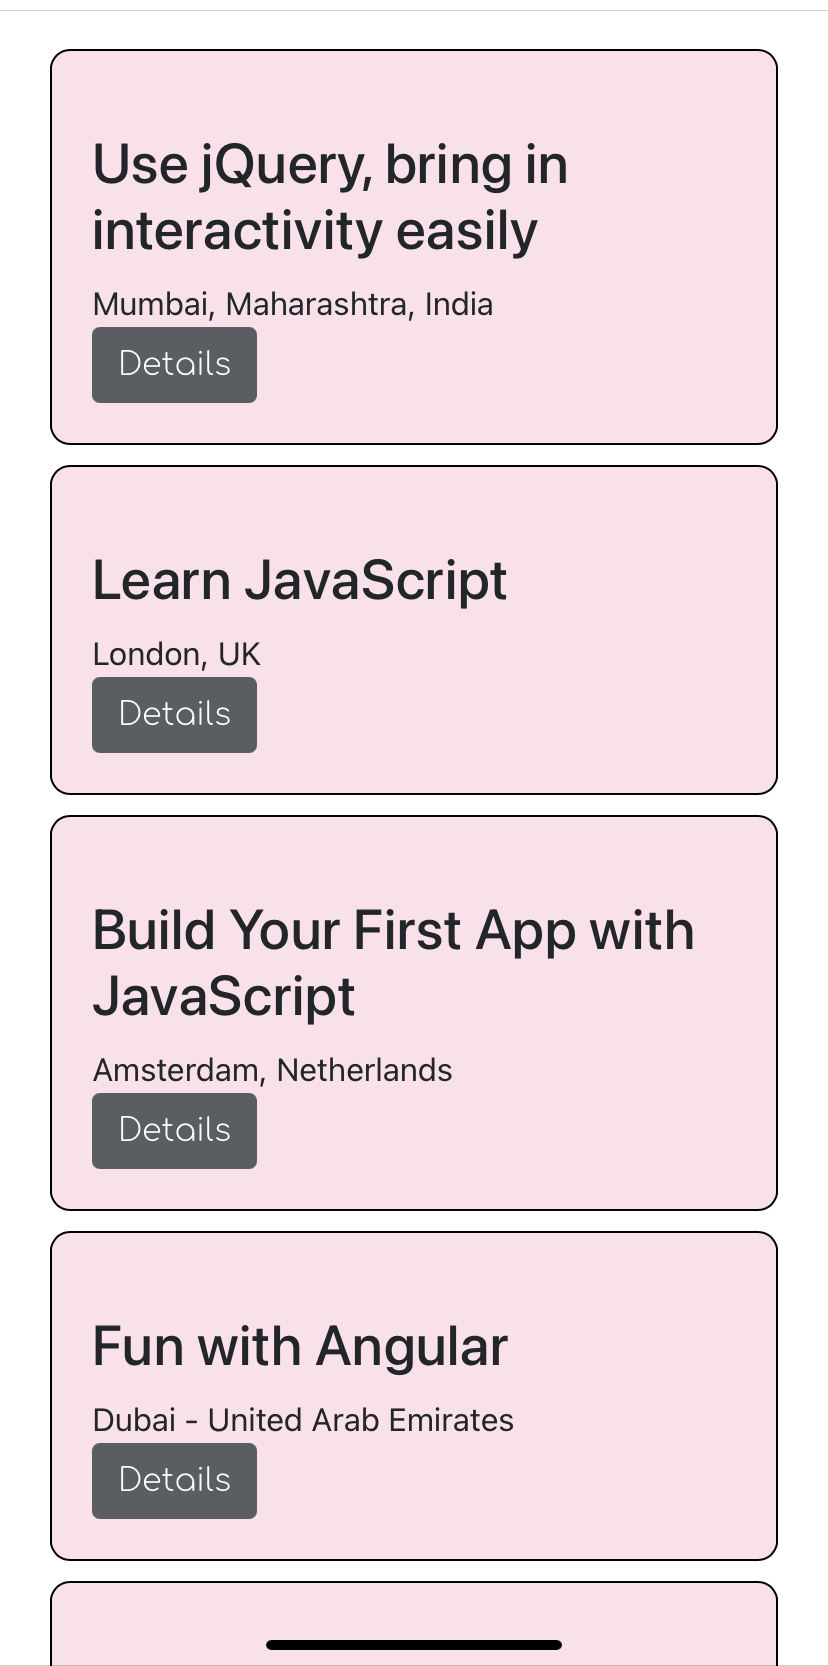 Use jQuery, bring in
interactivity easily
Mumbai, Maharashtra, India
Details
Learn JavaScript
London, UK
Details
Build Your First App with
JavaScript
Amsterdam, Netherlands
Details
Fun with Angular
Dubai - United Arab Emirates
Details